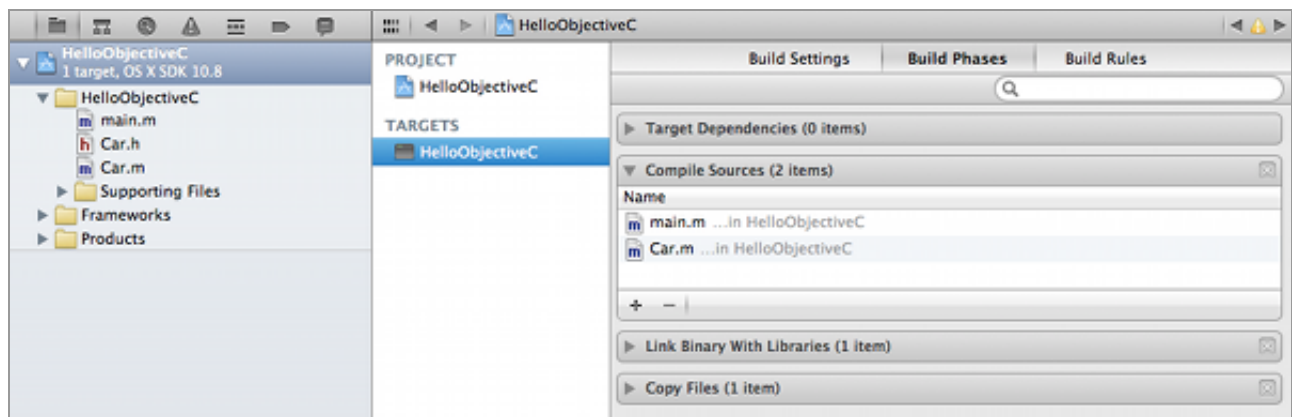 HelloObjectiveC
HelloObjectiveC
1 target, OS X SDK 10.8
HelloObjectiveC
m main.m
h Car.h
m Car.m
Supporting Files
Frameworks
Products
PROJECT
HelloObjectiveC
TARGETS
HelloObjectiveC
Build Settings Build Phases Build Rules
Target Dependencies (0 items)
Compile Sources (2 items)
Name
m main.m ...in HelloObjectiveC
m Car.m ...in HelloObjectiveC
+ −
Link Binary With Libraries (1 item)
Copy Files (1 item)